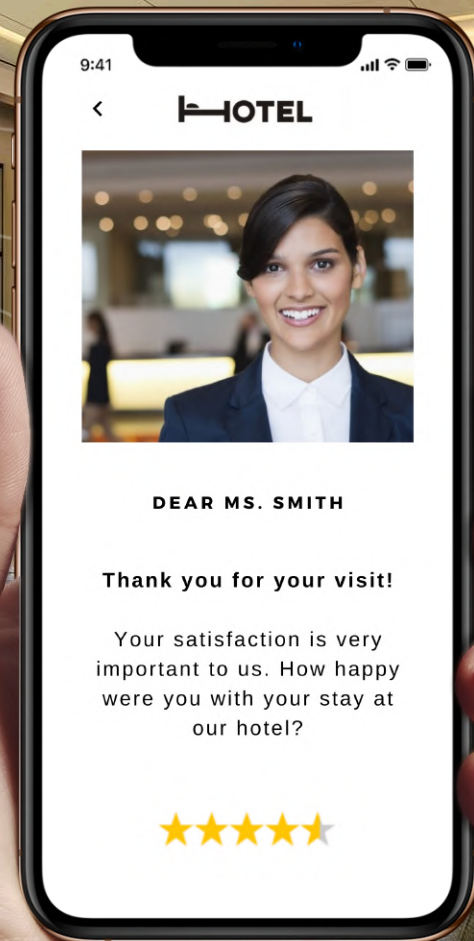 9:41
HOTEL
DEAR MS. SMITH
Thank you for your visit!
Your satisfaction is very
important to us. How happy
were you with your stay at
our hotel?